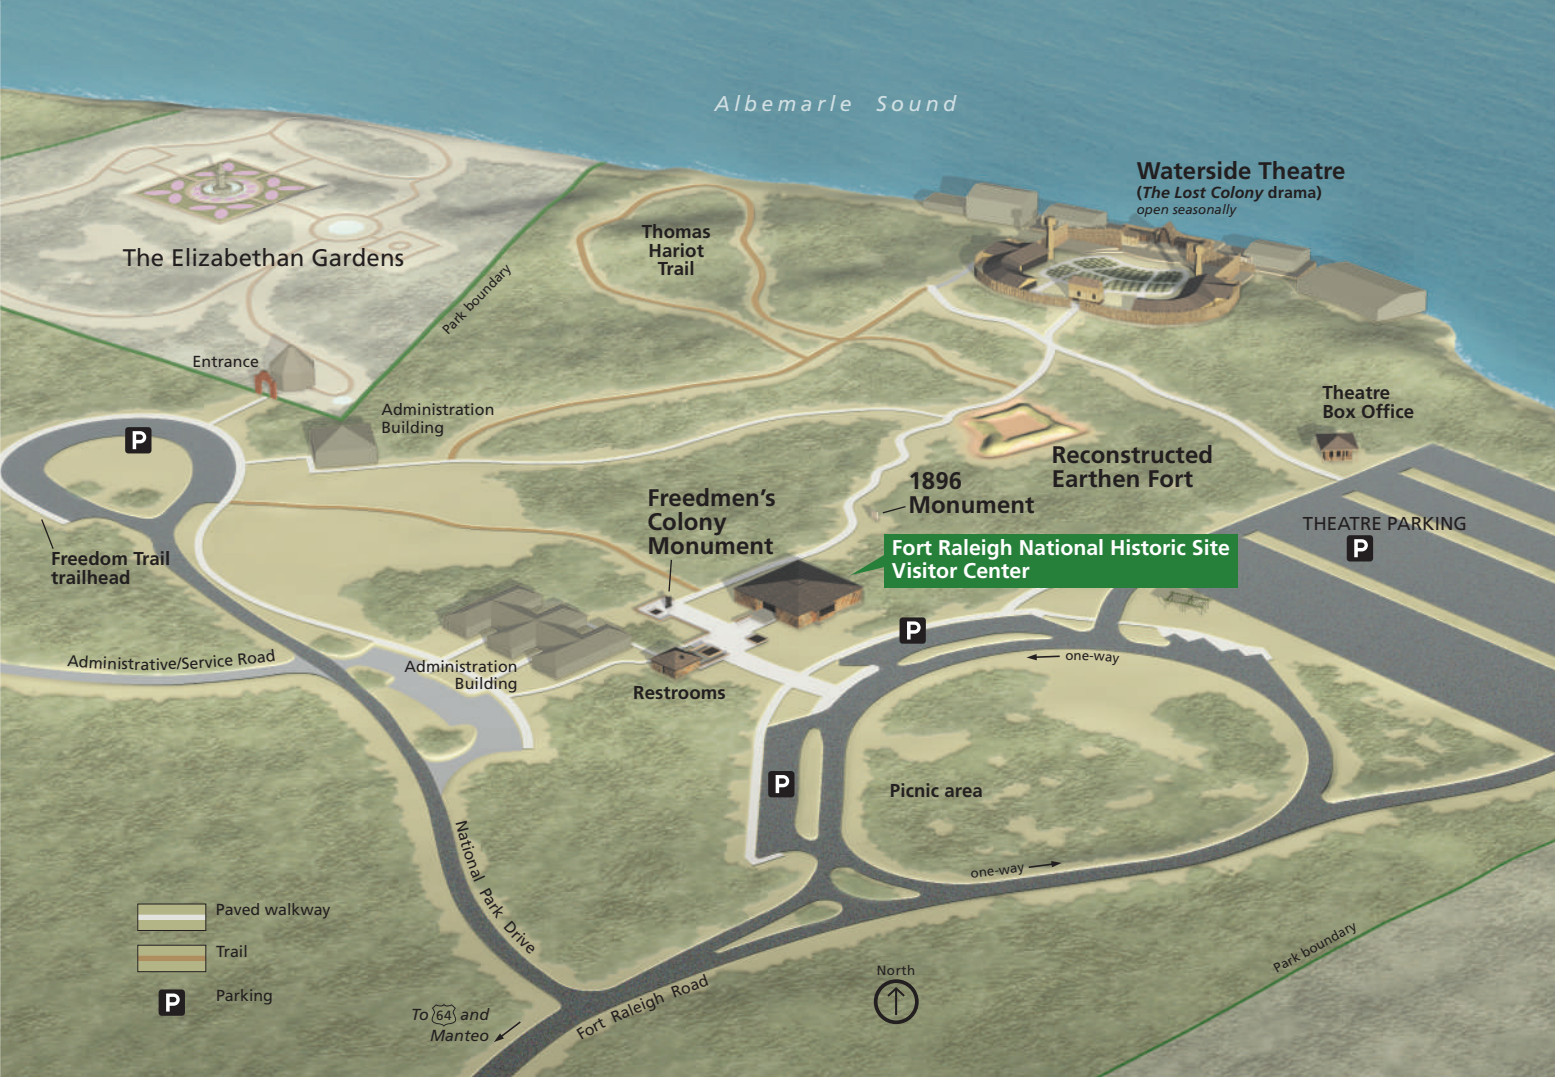 Albemarle Sound
Waterside Theatre
(The Lost Colony drama)
open seasonally
Thomas
Hariot
Trail
The Elizabethan Gardens
Park boundary
Entrance
Administration
Building
Theatre
Box Office
P
Reconstructed
Earthen Fort
1896
Monument
Freedmen's
Colony
Monument
THEATRE PARKING
P
Fort Raleigh National Historic Site
Visitor Center
Freedom Trail
trailhead
P
one-way
Administrative/Service Road
Administration
Building
Restrooms
P
Picnic area
National Park Drive
one-way
Paved walkway
Trail
P
Parking
Park boundary
North
Fort Raleigh Road
To 64 and
Manteo